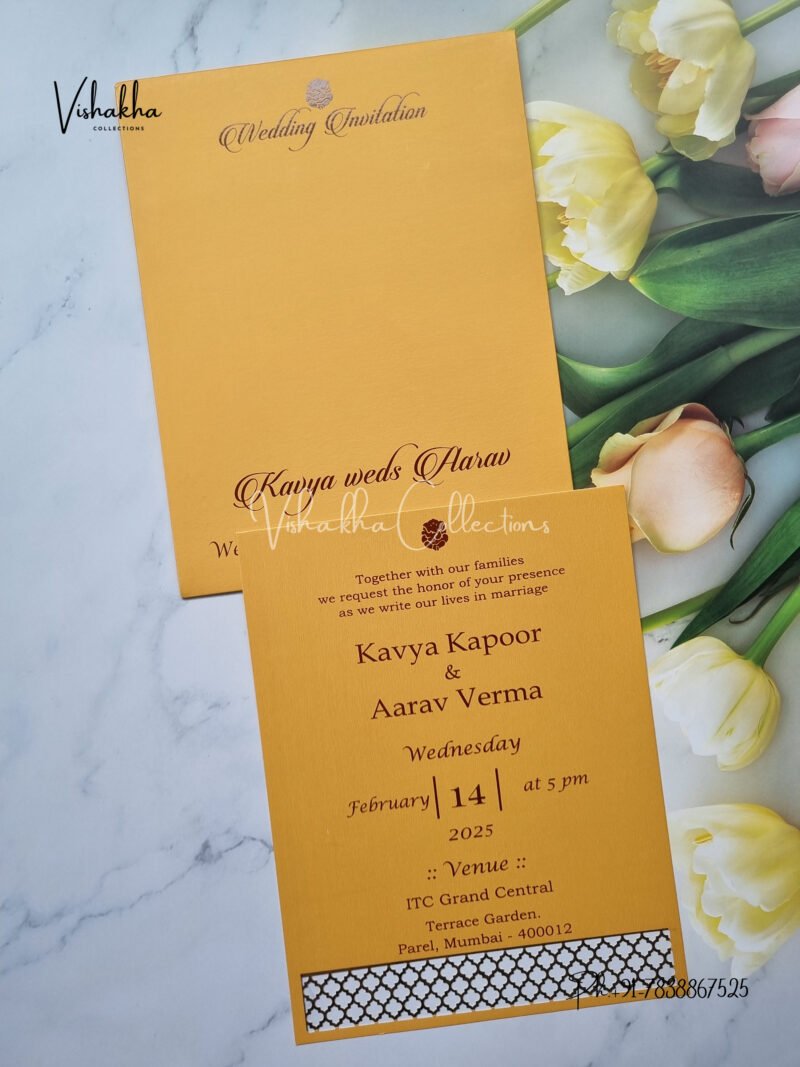 Vishakha
COLLECTIONS
Wedding Invitation
Kavya weds Aarav
Vishakha Collections
Together with our families
we request the honor of your presence
as we write our lives in marriage
Kavya Kapoor
&
Aarav Verma
Wednesday
February | 14 | at 5 pm
2025
:: Venue ::
ITC Grand Central
Terrace Garden.
Parel, Mumbai - 400012
Ph:+91-7838867525